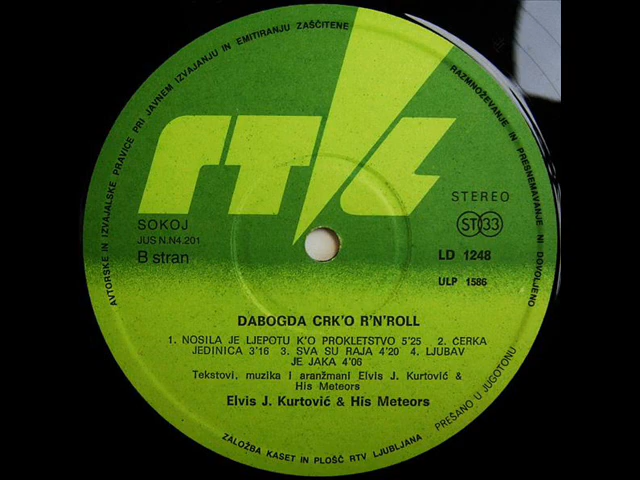 AVTORSKE IN IZVAJALSKE PRAVICE PRI JAVNEM IZVAJANJU IN EMITIRANJU ZAŠČITENE
RAZMNOŽEVANJE IN PRESNEMAVANJE NI DOVOLJENO
RTL
STEREO
SOKOJ
JUS N.N4.201
ST 33
B stran
LD 1248
ULP 1586
DABOGDA CRK'O R'N'ROLL
1. NOSILA JE LJEPOTU K'O PROKLETSTVO 5'25 2. ČERKA
JEDINICA 3'16 3. SVA SU RAJA 4'20 4. LJUBAV
JE JAKA 4'06
Tekstovi, muzika i aranžmani Elvis J. Kurtović &
His Meteors
Elvis J. Kurtović & His Meteors
PREŠANO U JUGOTONU
ZALOŽBA KASET IN PLOŠČ RTV LJUBLJANA